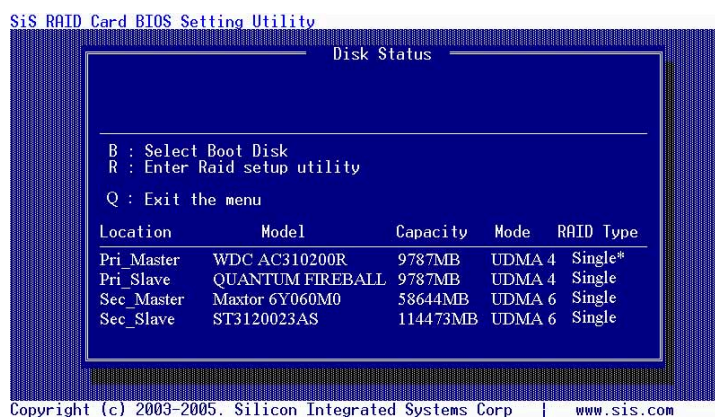 SiS RAID Card BIOS Setting Utility
Disk Status
B : Select Boot Disk
R : Enter Raid setup utility
Q : Exit the menu
Location Model Capacity Mode RAID Type
Pri_Master WDC AC310200R 9787MB UDMA 4 Single*
Pri_Slave QUANTUM FIREBALL 9787MB UDMA 4 Single
Sec_Master Maxtor 6Y060M0 58644MB UDMA 6 Single
Sec_Slave ST3120023AS 114473MB UDMA 6 Single
Copyright (c) 2003-2005. Silicon Integrated Systems Corp | www.sis.com